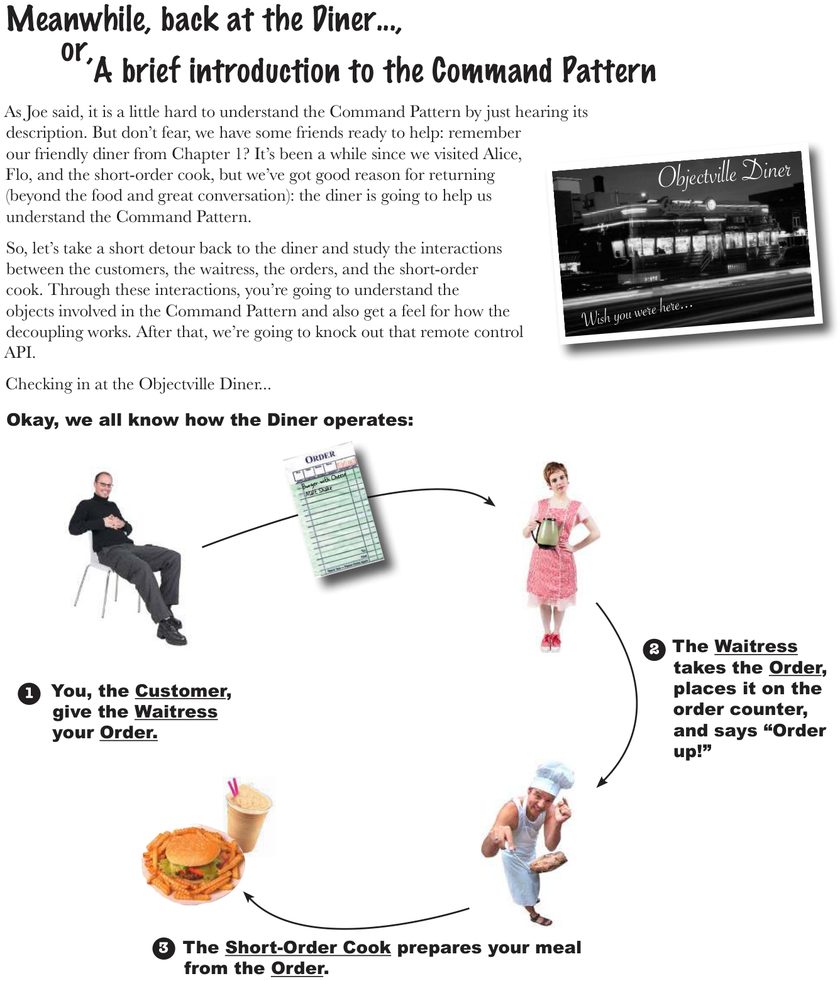 Meanwhile, back at the Diner...,
or,
A brief introduction to the Command Pattern
As Joe said, it is a little hard to understand the Command Pattern by just hearing its
description. But don’t fear, we have some friends ready to help: remember
our friendly diner from Chapter 1? It’s been a while since we visited Alice,
Flo, and the short-order cook, but we’ve got good reason for returning
(beyond the food and great conversation): the diner is going to help us
understand the Command Pattern.
Objectville Diner
Wish you were here...
So, let’s take a short detour back to the diner and study the interactions
between the customers, the waitress, the orders, and the short-order
cook. Through these interactions, you’re going to understand the
objects involved in the Command Pattern and also get a feel for how the
decoupling works. After that, we’re going to knock out that remote control
API.
Checking in at the Objectville Diner...
Okay, we all know how the Diner operates:
ORDER
Burger with Cheese
Malt Shake
1 You, the Customer,
give the Waitress
your Order.
2 The Waitress
takes the Order,
places it on the
order counter,
and says “Order
up!”
3 The Short-Order Cook prepares your meal
from the Order.